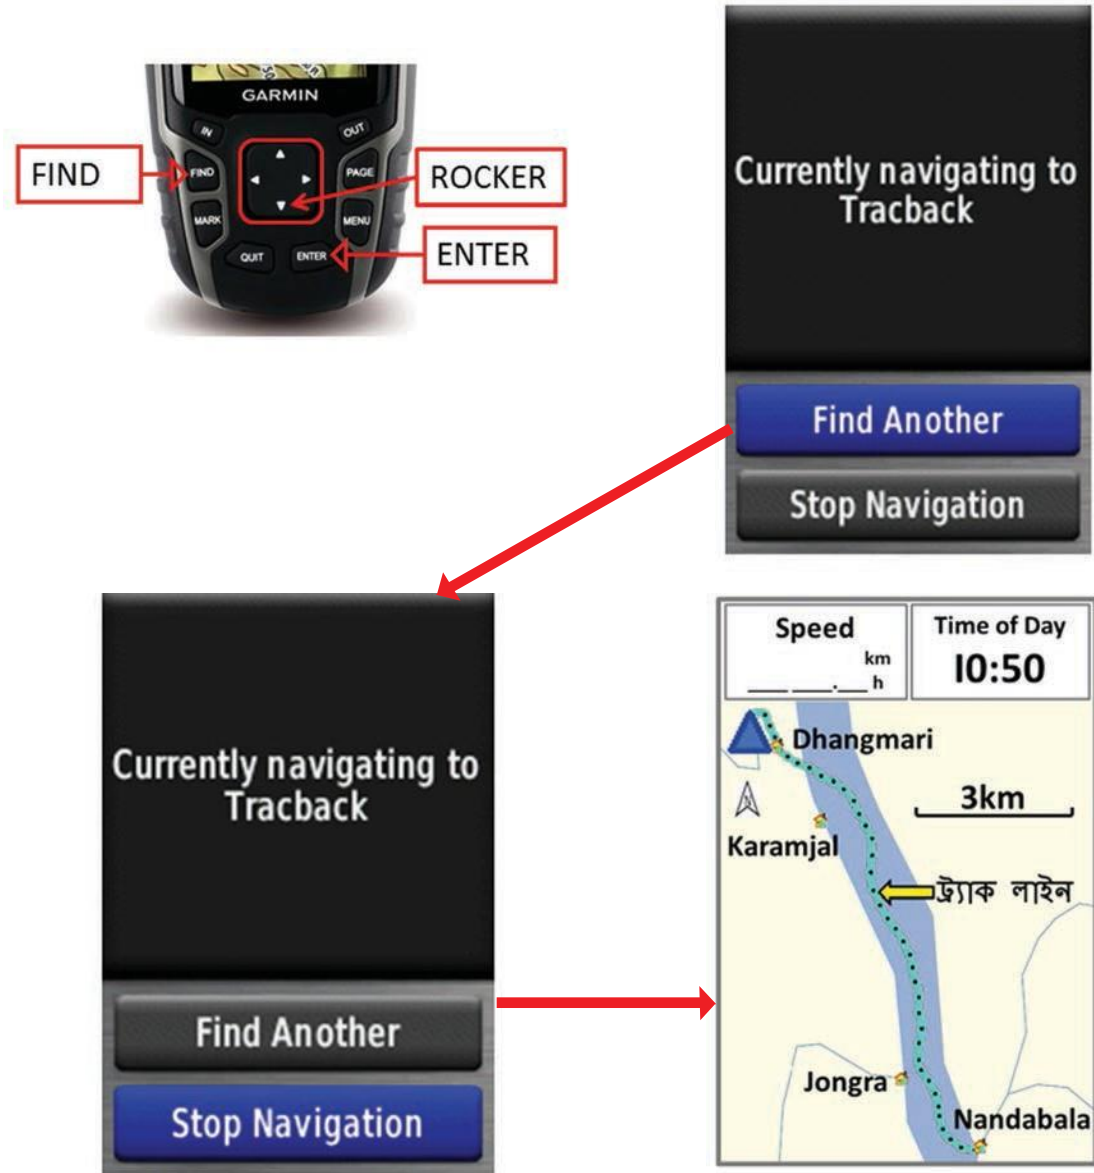 GARMIN
IN
OUT
FIND
FIND
PAGE
ROCKER
MARK
MENU
QUIT
ENTER
ENTER
Currently navigating to
Tracback
Find Another
Stop Navigation
Currently navigating to
Tracback
Find Another
Stop Navigation
Speed
km
h
Time of Day
10:50
Dhangmari
3km
Karamjal
ট্র্যাক লাইন
Jongra
Nandabala